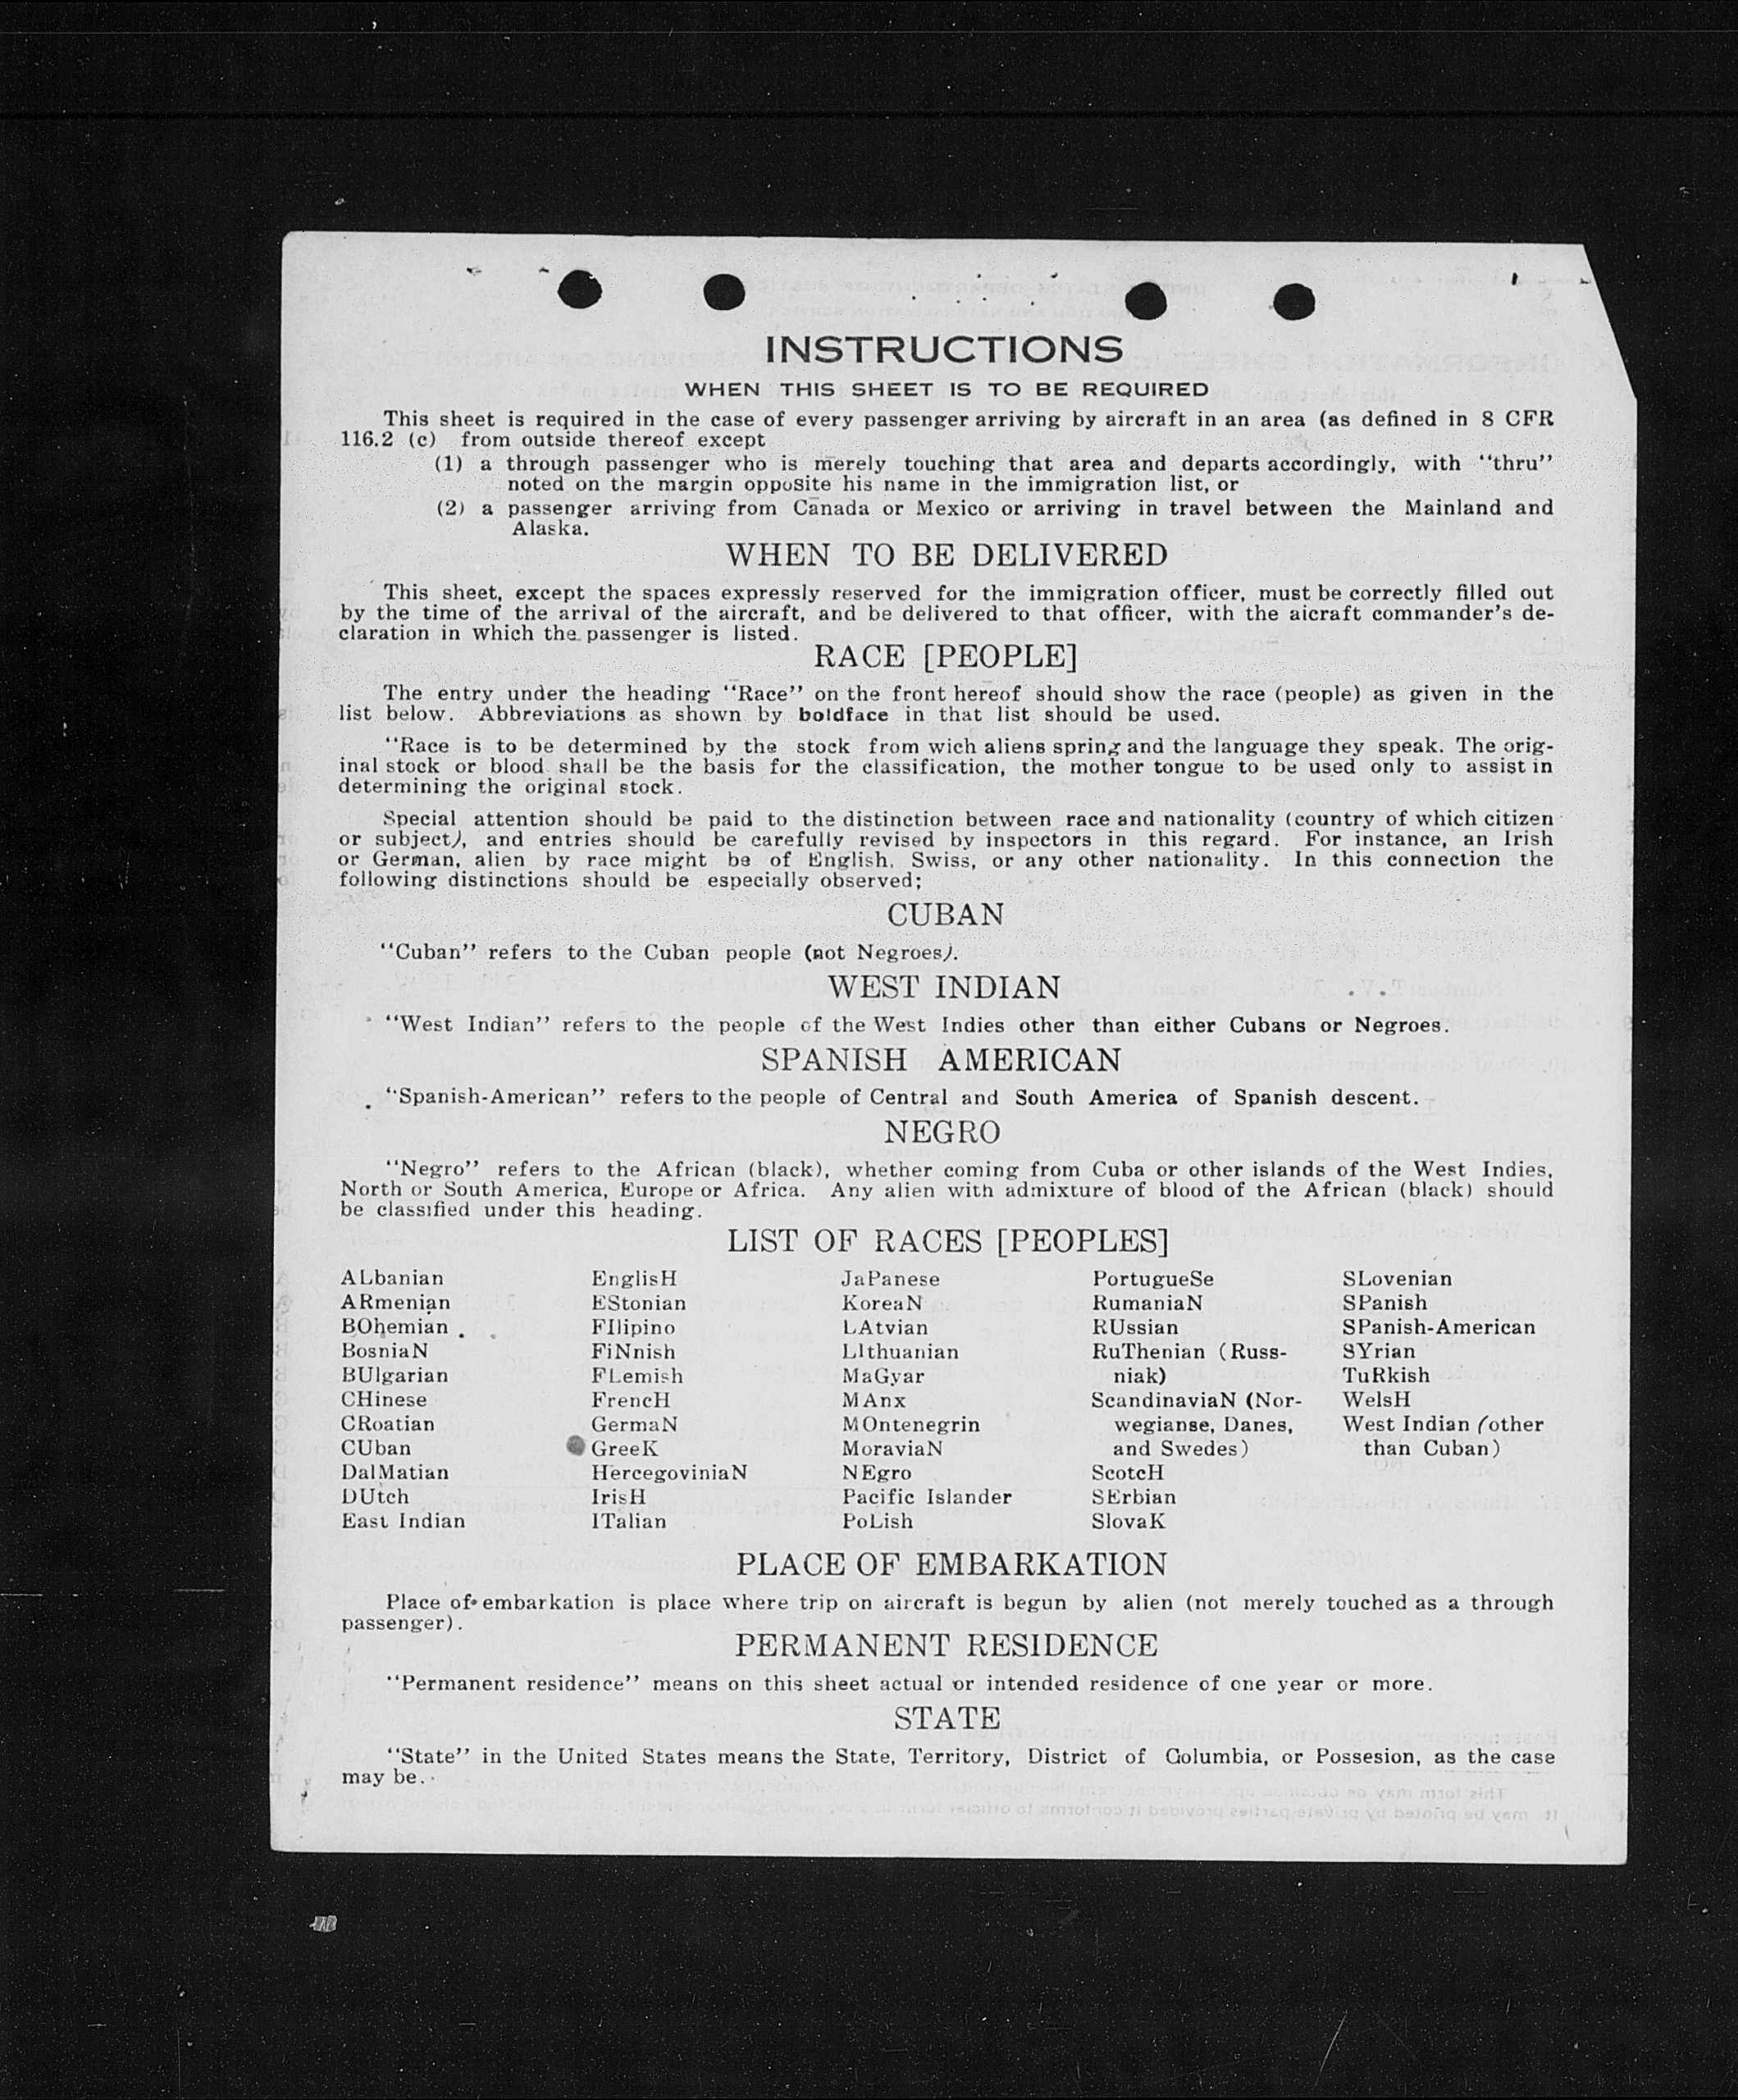 INSTRUCTIONS
WHEN THIS SHEET IS TO BE REQUIRED
This sheet is required in the case of every passenger arriving by aircraft in an area (as defined in 8 CFR
116.2 (c) from outside thereof except
(1) a through passenger who is merely touching that area and departs accordingly, with "thru"
noted on the margin opposite his name in the immigration list, or
(2) a passenger arriving from Canada or Mexico or arriving in travel between the Mainland and
Alaska.
WHEN TO BE DELIVERED
This sheet, except the spaces expressly reserved for the immigration officer, must be correctly filled out
by the time of the arrival of the aircraft, and be delivered to that officer, with the aicraft commander's de-
claration in which the passenger is listed.
RACE [PEOPLE]
The entry under the heading "Race" on the front hereof should show the race (people) as given in the
list below. Abbreviations as shown by boldface in that list should be used.
"Race is to be determined by the stock from wich aliens spring and the language they speak. The orig-
inal stock or blood shall be the basis for the classification, the mother tongue to be used only to assist in
determining the original stock.
Special attention should be paid to the distinction between race and nationality (country of which citizen
or subject), and entries should be carefully revised by inspectors in this regard. For instance, an Irish
or German, alien by race might be of English, Swiss, or any other nationality. In this connection the
following distinctions should be especially observed;
CUBAN
"Cuban" refers to the Cuban people (not Negroes).
WEST INDIAN
"West Indian" refers to the people of the West Indies other than either Cubans or Negroes.
SPANISH AMERICAN
"Spanish-American" refers to the people of Central and South America of Spanish descent.
NEGRO
"Negro" refers to the African (black), whether coming from Cuba or other islands of the West Indies,
North or South America, Europe or Africa. Any alien with admixture of blood of the African (black) should
be classified under this heading.
LIST OF RACES [PEOPLES]
ALbanian
ARmenian
BOhemian
BosniaN
BUlgarian
CHinese
CRoatian
CUban
DalMatian
DUtch
East Indian
EnglisH
EStonian
FIlipino
FiNnish
FLemish
FrencH
GermaN
GreeK
HercegoviniaN
IrisH
ITalian
JaPanese
KoreaN
LAtvian
LIthuanian
MaGyar
MAnx
MOntenegrin
MoraviaN
NEgro
Pacific Islander
PoLish
PortugueSe
RumaniaN
RUssian
RuThenian (Russ-
niak)
ScandinaviaN (Nor-
wegianse, Danes,
and Swedes)
ScotcH
SErbian
SlovaK
SLovenian
SPanish
SPanish-American
SYrian
TuRkish
WelsH
West Indian (other
than Cuban)
PLACE OF EMBARKATION
Place of embarkation is place where trip on aircraft is begun by alien (not merely touched as a through
passenger).
PERMANENT RESIDENCE
"Permanent residence" means on this sheet actual or intended residence of one year or more.
STATE
"State" in the United States means the State, Territory, District of Golumbia, or Possesion, as the case
may be.